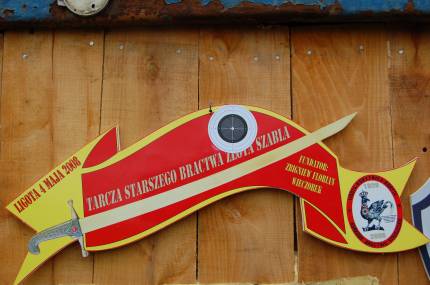 LIGOTA 4 MAJA 2008
TARCZA STARSZEGO BRACTWA ZŁOTA SZABLA
FUNDATOR:
ZBIGNIEW FLORIAN
WIECZOREK